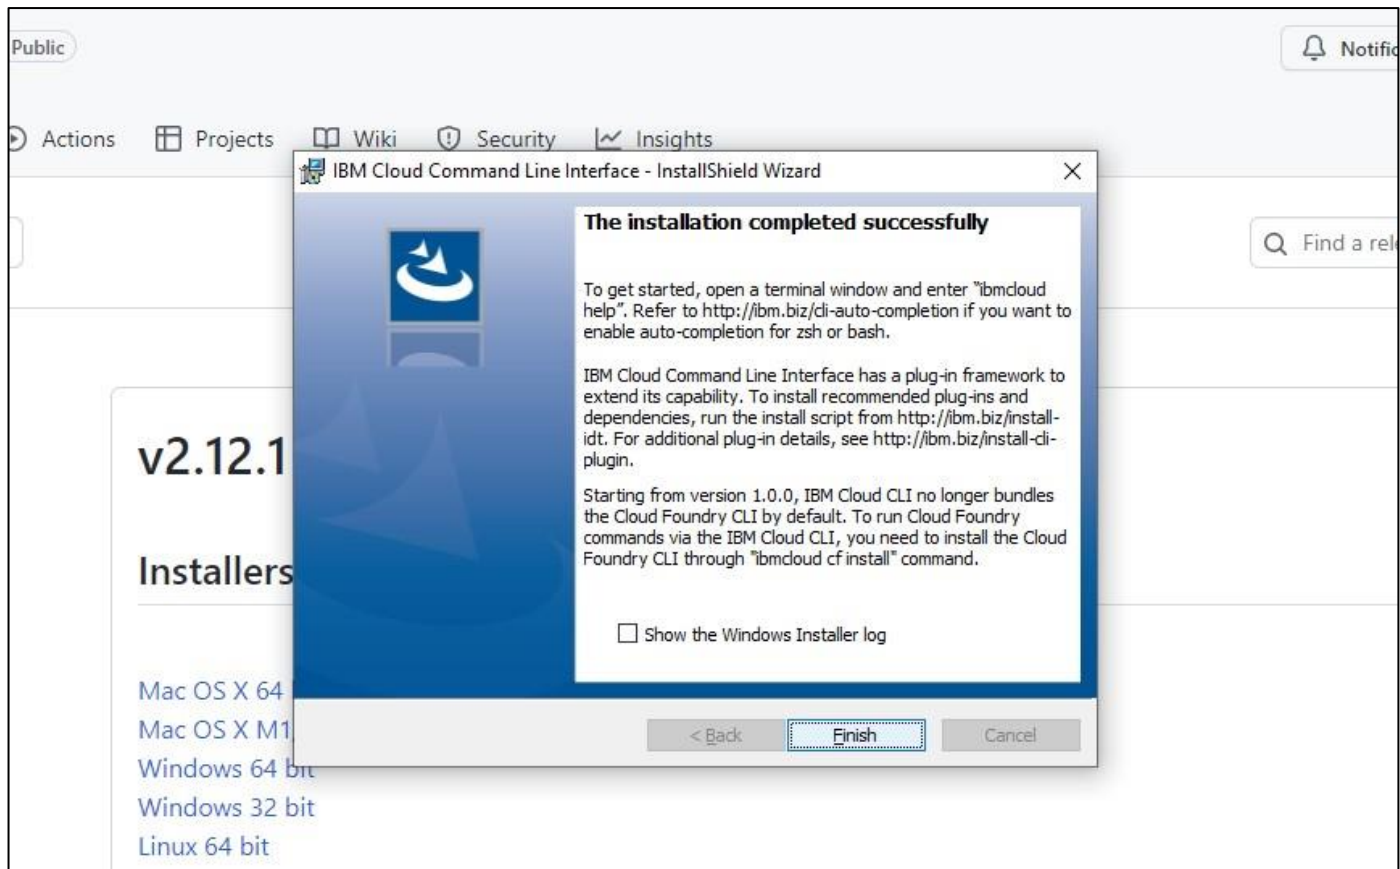 Public
Notific
Actions
Projects
Wiki
Security
Insights
IBM Cloud Command Line Interface - InstallShield Wizard
The installation completed successfully
Find a rele
To get started, open a terminal window and enter "ibmcloud
help". Refer to http://ibm.biz/cli-auto-completion if you want to
enable auto-completion for zsh or bash.
IBM Cloud Command Line Interface has a plug-in framework to
extend its capability. To install recommended plug-ins and
dependencies, run the install script from http://ibm.biz/install-
idt. For additional plug-in details, see http://ibm.biz/install-cli-
plugin.
Starting from version 1.0.0, IBM Cloud CLI no longer bundles
the Cloud Foundry CLI by default. To run Cloud Foundry
commands via the IBM Cloud CLI, you need to install the Cloud
Foundry CLI through "ibmcloud cf install" command.
Show the Windows Installer log
< Back
Finish
Cancel
v2.12.1
Installers
Mac OS X 64
Mac OS X M1
Windows 64 bit
Windows 32 bit
Linux 64 bit